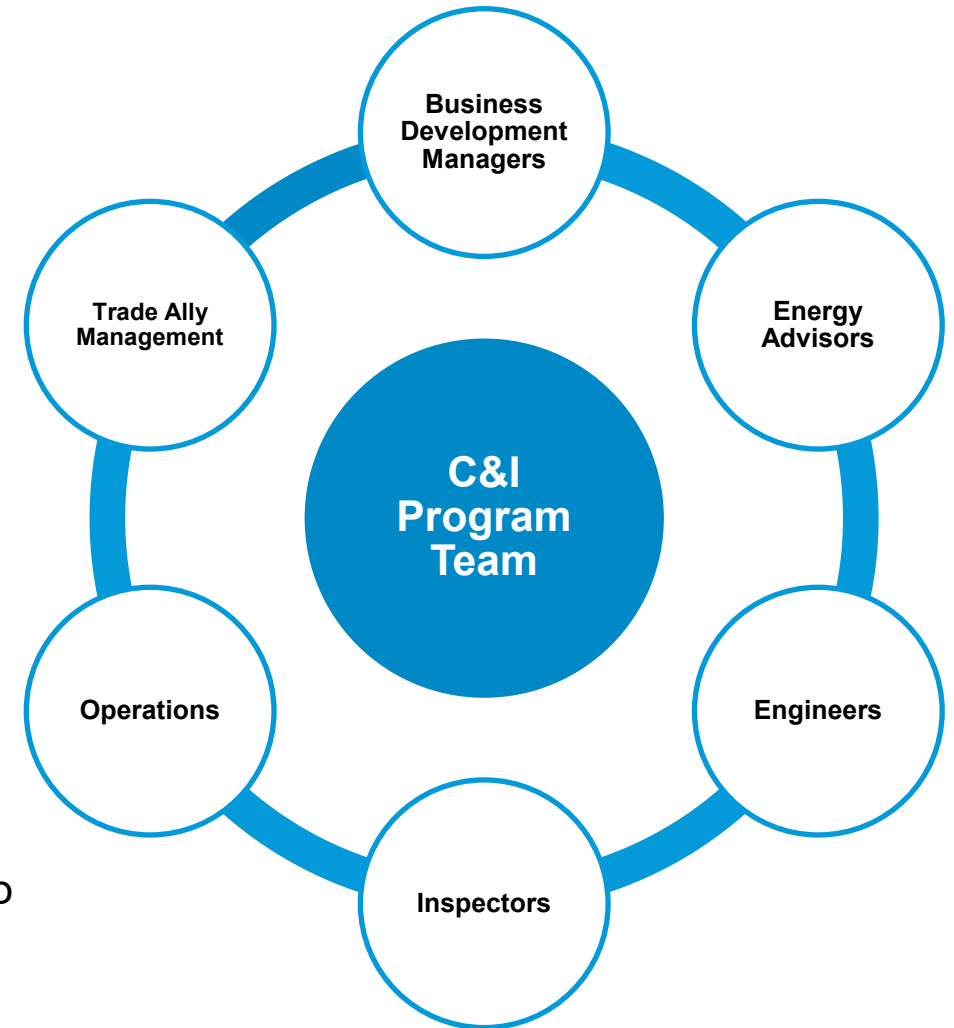 Business
Development
Managers
Energy
Advisors
Trade Ally
Management
C&I
Program
Team
Operations
Engineers
Inspectors